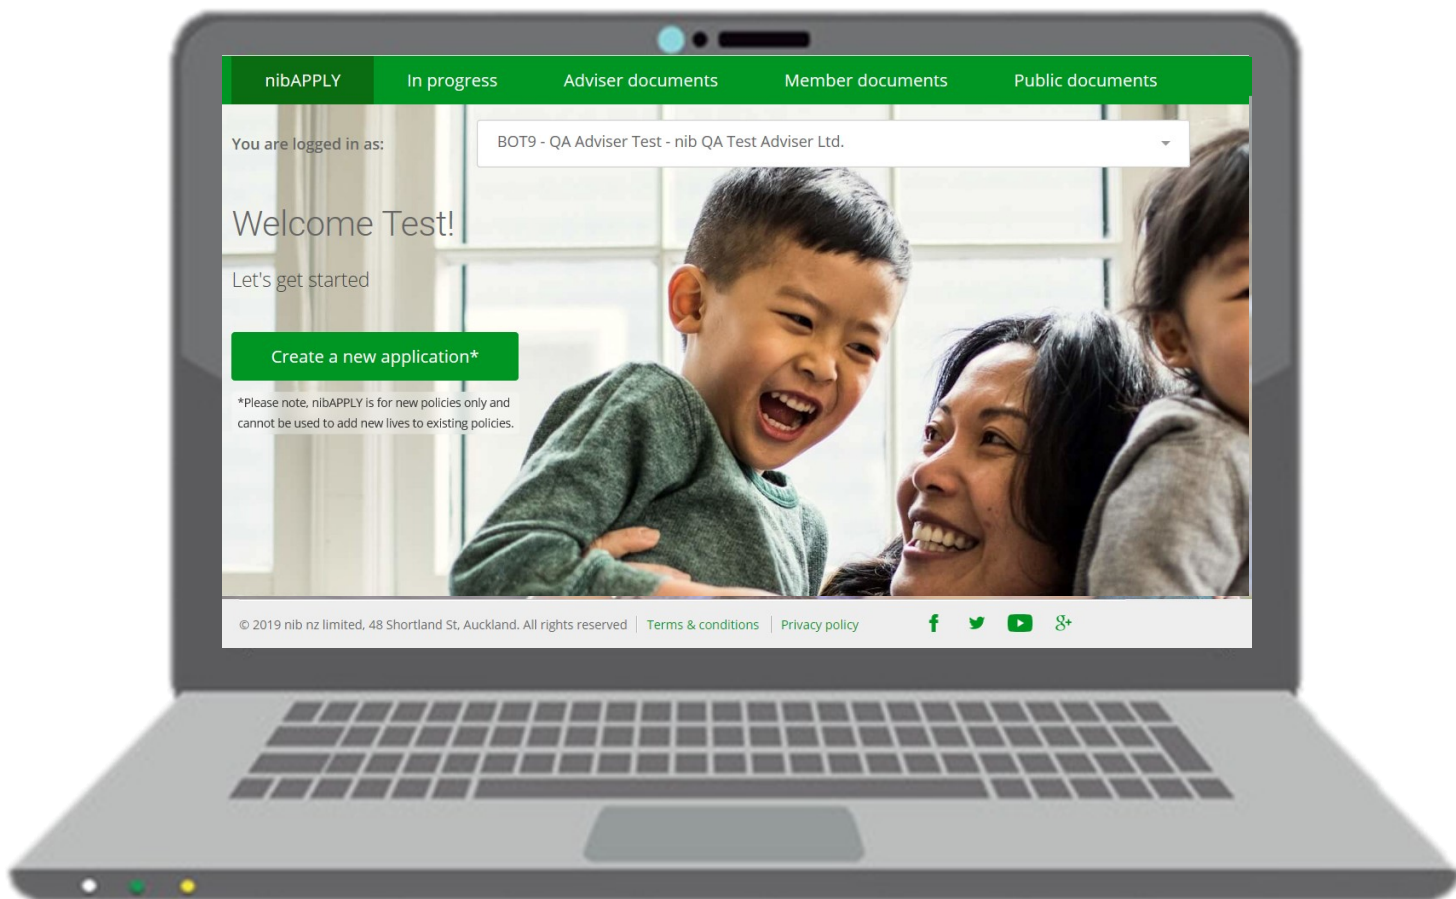 nibAPPLY In progress Adviser documents Member documents Public documents
You are logged in as: BOT9 - QA Adviser Test - nib QA Test Adviser Ltd.
Welcome Test!
Let's get started
Create a new application*
*Please note, nibAPPLY is for new policies only and
cannot be used to add new lives to existing policies.
© 2019 nib nz limited, 48 Shortland St, Auckland. All rights reserved Terms & conditions Privacy policy f 8+